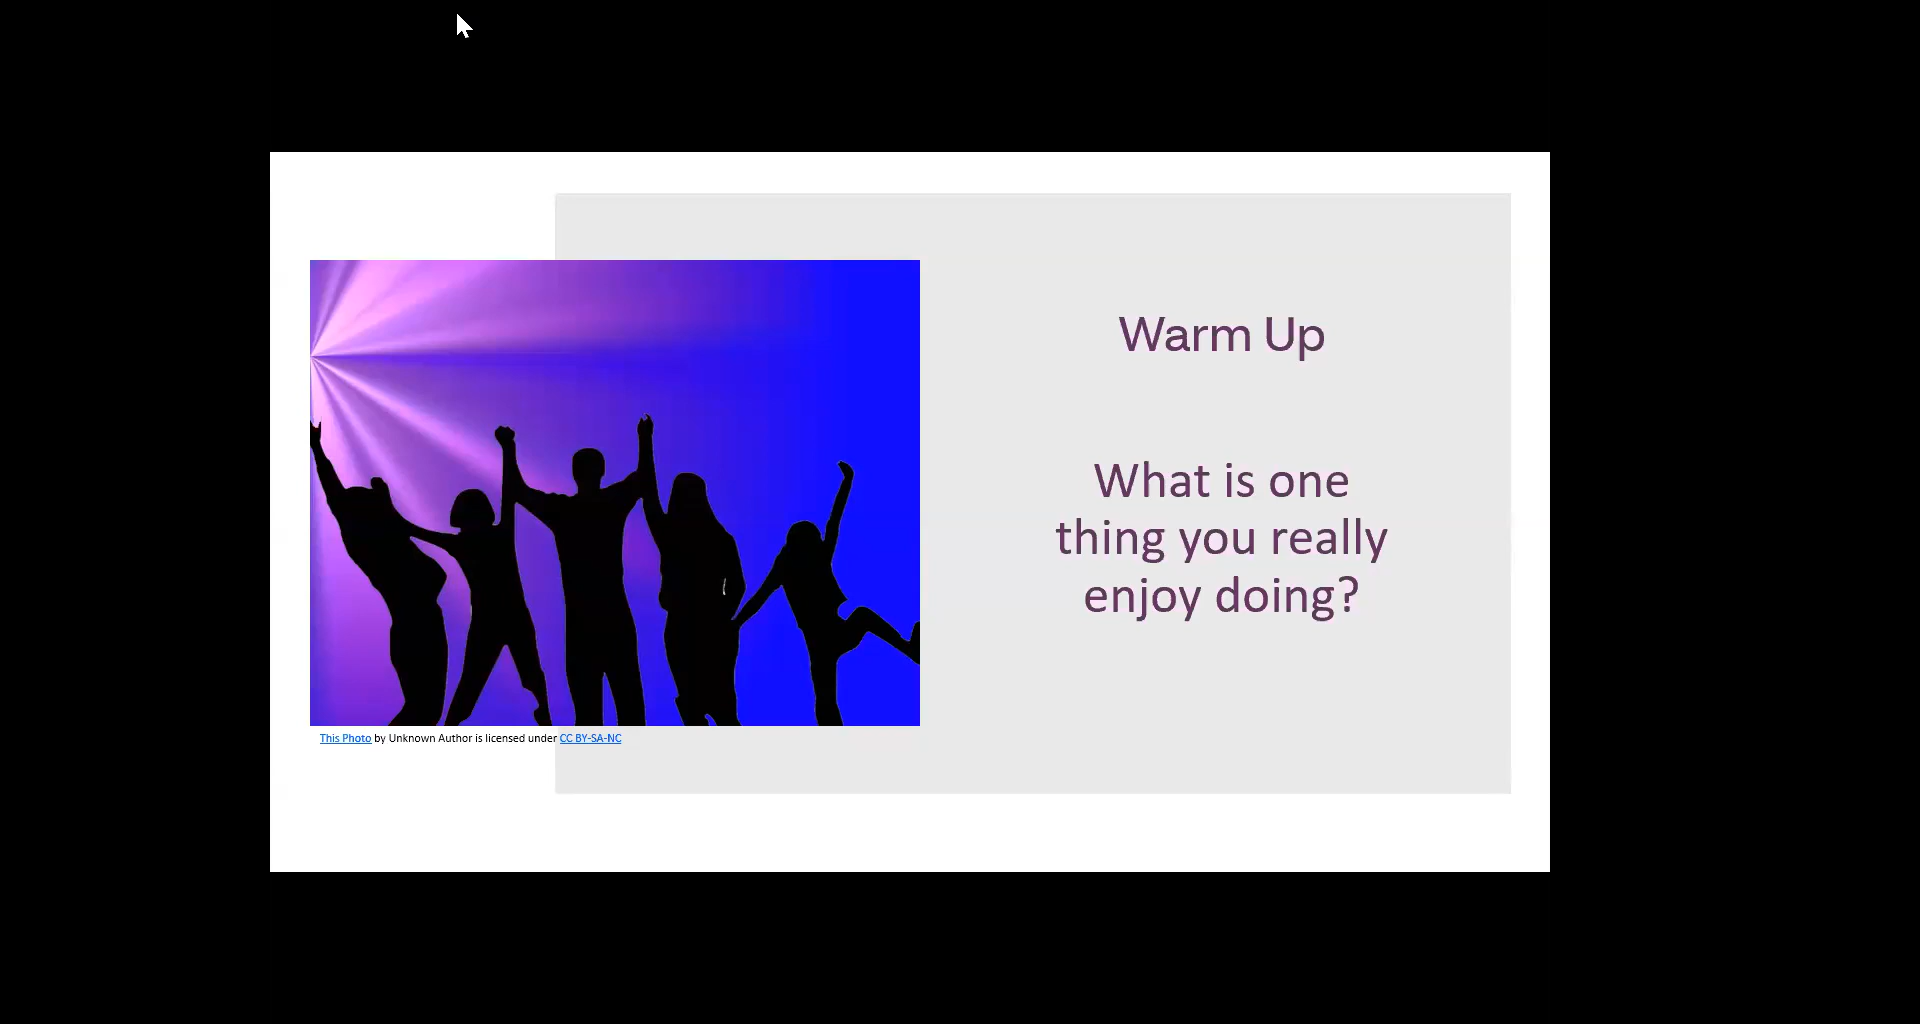 Warm Up
What is one
thing you really
enjoy doing?
This Photo by Unknown Author is licensed under CC BY-SA-NC